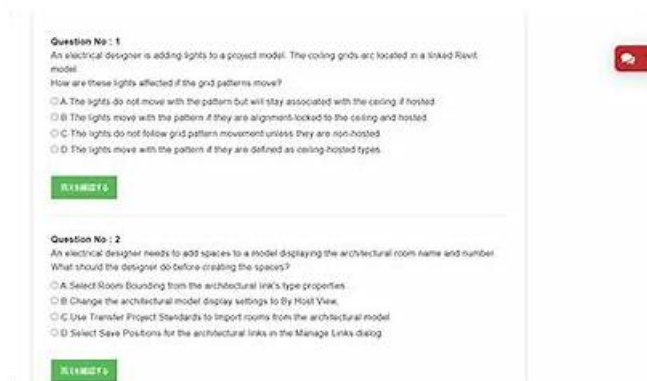 Question No : 1
An electrical designer is adding lights to a project model. The ceiling grids are located in a linked Revit
model.
How are these lights affected if the grid patterns move?
A. The lights do not move with the pattern but will stay associated with the ceiling if hosted
B. The lights move with the pattern if they are alignment-locked to the ceiling and hosted
C. The lights do not follow grid pattern movement unless they are non-hosted
D. The lights move with the pattern if they are defined as ceiling-hosted types.
Question No : 2
An electrical designer needs to add spaces to a model displaying the architectural room name and number.
What should the designer do before creating the spaces?
A. Select Room Bounding from the architectural link's type properties
B. Change the architectural model display settings to By Host View.
C. Use Transfer Project Standards to Import rooms from the architectural model
D. Select Save Positions for the architectural links in the Manage Links dialog